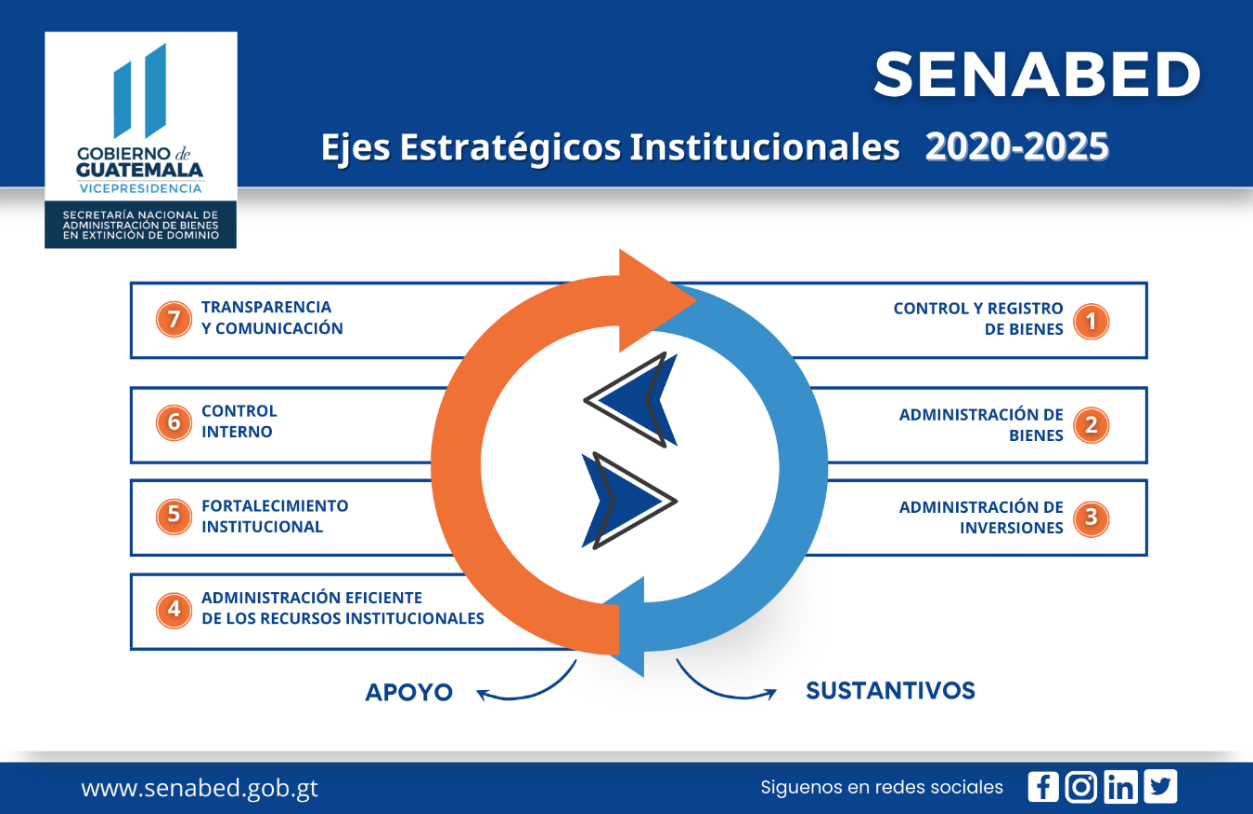 GOBIERNO de
GUATEMALA
VICEPRESIDENCIA
SECRETARÍA NACIONAL DE
ADMINISTRACIÓN DE BIENES
EN EXTINCIÓN DE DOMINIO
SENABED
Ejes Estratégicos Institucionales 2020-2025
7
TRANSPARENCIA
Y COMUNICACIÓN
6
CONTROL
INTERNO
5
FORTALECIMIENTO
INSTITUCIONAL
4
ADMINISTRACIÓN EFICIENTE
DE LOS RECURSOS INSTITUCIONALES
CONTROL Y REGISTRO
DE BIENES
1
ADMINISTRACIÓN DE
BIENES
2
ADMINISTRACIÓN DE
INVERSIONES
3
APOYO
SUSTANTIVOS
www.senabed.gob.gt
Siguenos en redes sociales